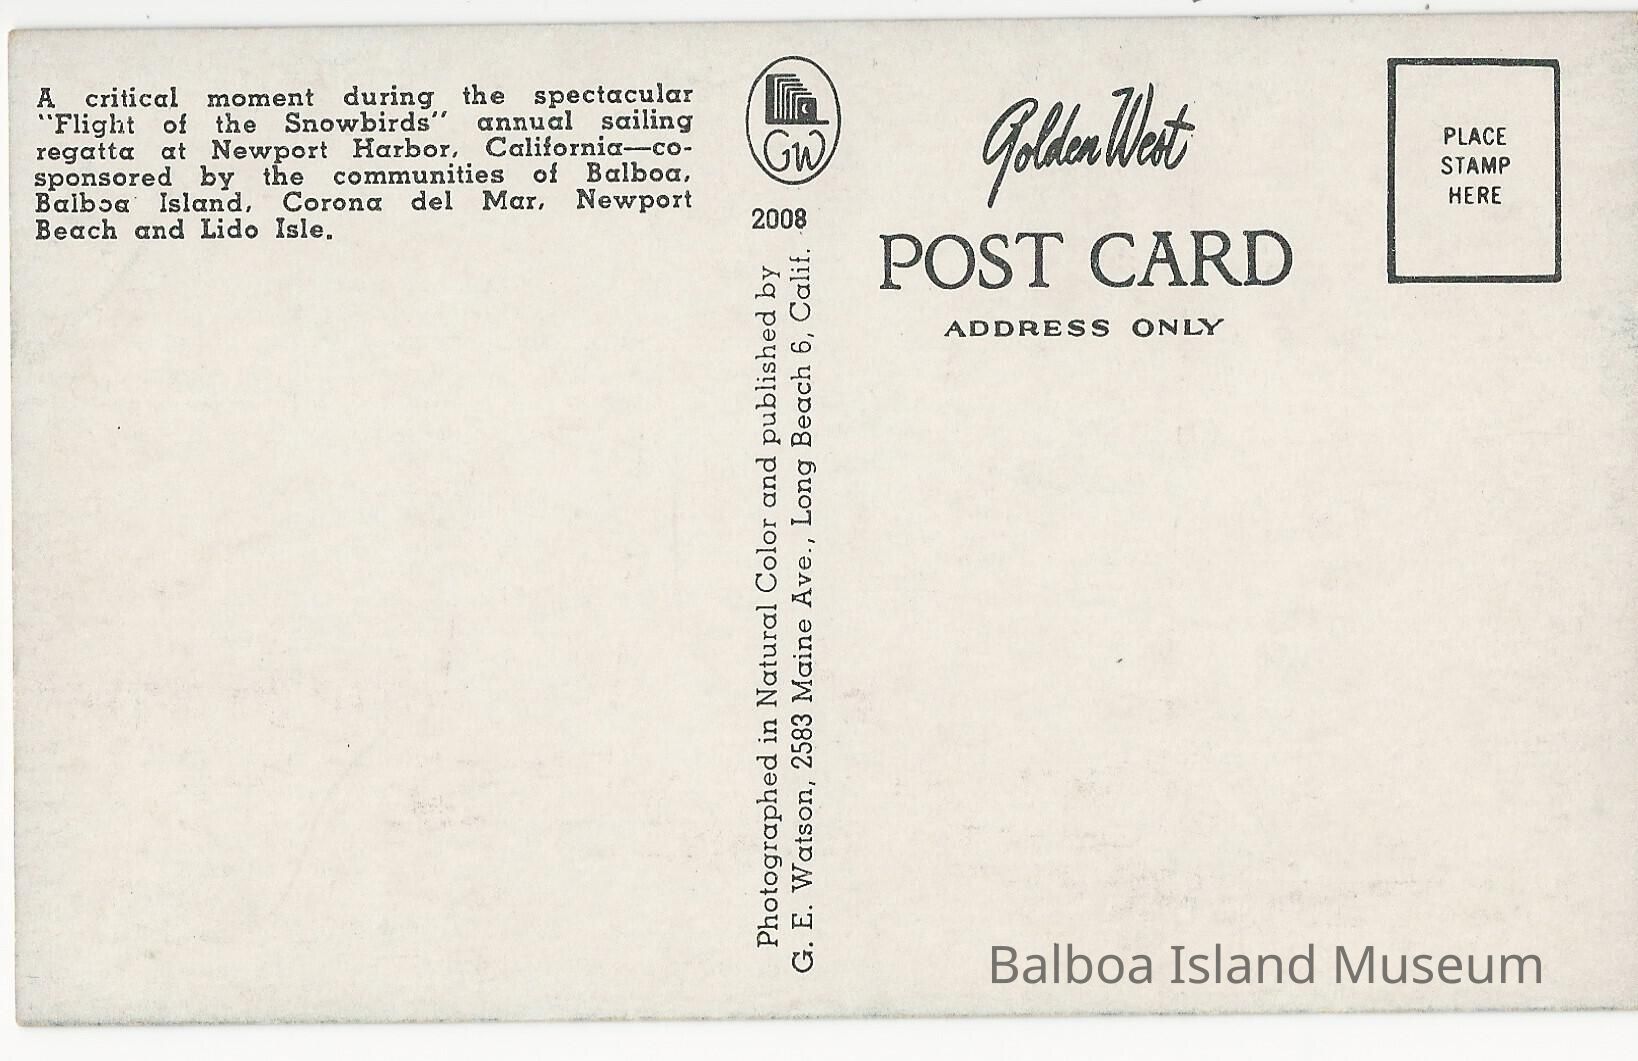 A critical moment during the spectacular
"Flight of the Snowbirds" annual sailing
regatta at Newport Harbor, California—co-
sponsored by the communities of Balboa,
Balboa Island, Corona del Mar, Newport
Beach and Lido Isle.
GW
2008
Photographed in Natural Color and published by
G. E. Watson, 2583 Maine Ave., Long Beach 6, Calif.
Golden West
POST CARD
ADDRESS ONLY
PLACE
STAMP
HERE
Balboa Island Museum